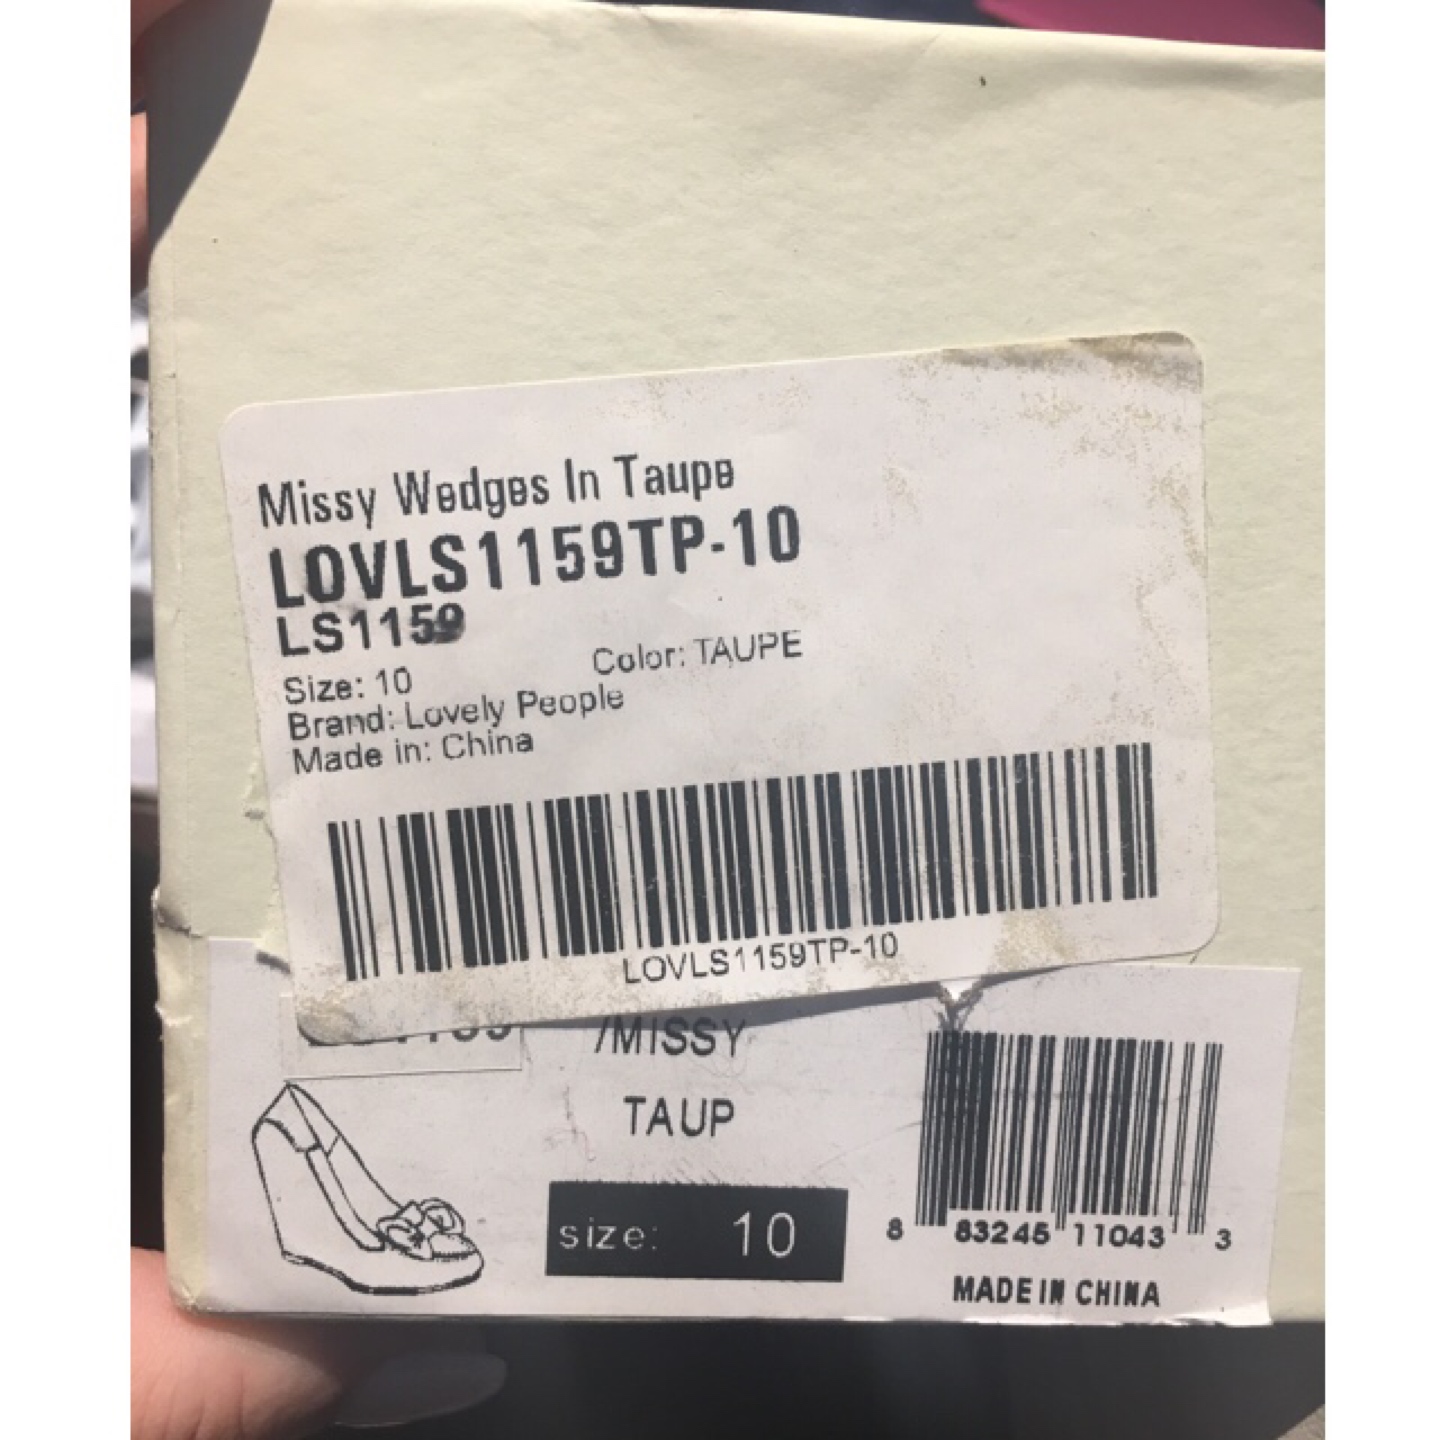 Missy Wedges In Taupe
LOVLS1159TP-10
LS1159
Size: 10 Color: TAUPE
Brand: Lovely People
Made in: China
LOVLS1159TP-10
/MISSY
TAUP
size: 10
8 83245 11043 3
MADE IN CHINA